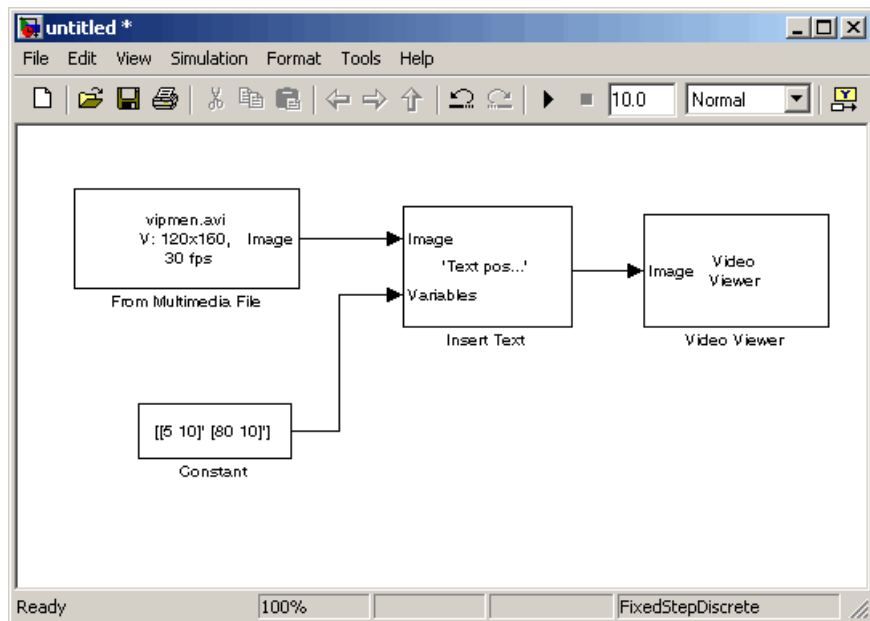 untitled *
File Edit View Simulation Format Tools Help
10.0 Normal
vipmen.avi
V: 120x160,
30 fps
Image
From Multimedia File
Image
'Text pos...'
Variables
Insert Text
Image
Video
Viewer
Video Viewer
[[5 10]' [80 10]']
Constant
Ready 100% FixedStepDiscrete